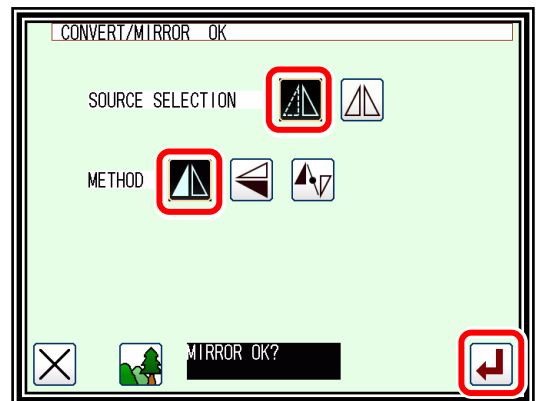 CONVERT/MIRROR OK
SOURCE SELECTION
METHOD
MIRROR OK?